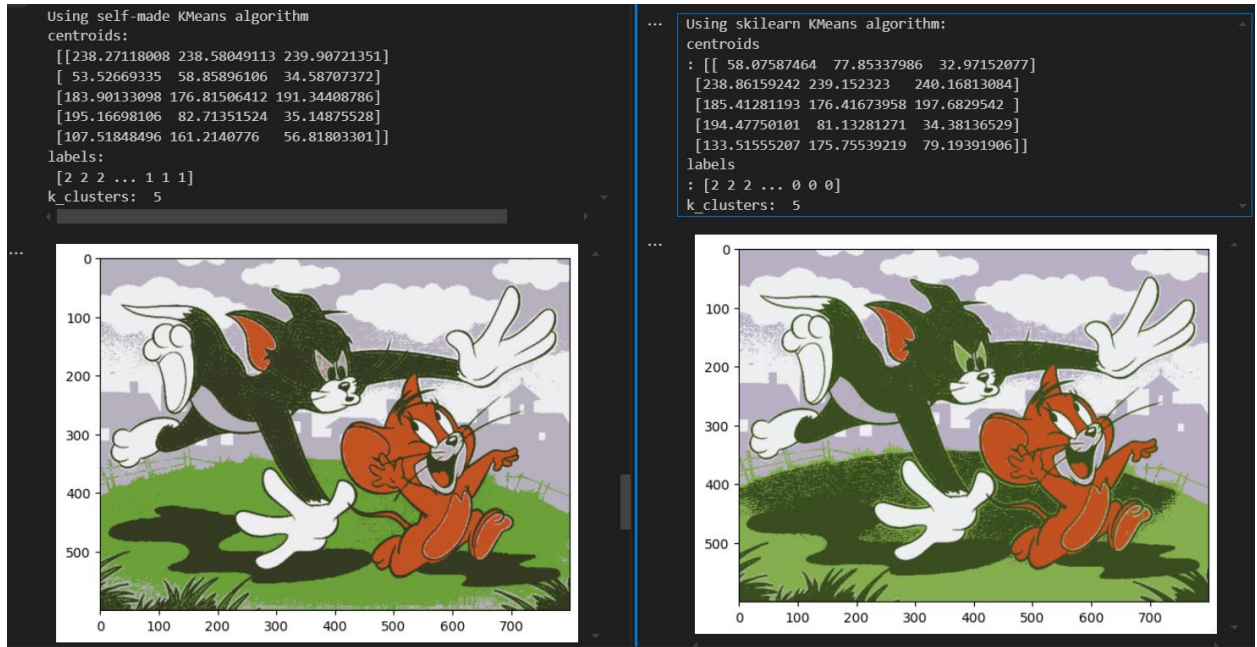 Using self-made KMeans algorithm
centroids:
[[238.27118008 238.58049113 239.90721351]
[ 53.52669335 58.85896106 34.58707372]
[183.90133098 176.81506412 191.34408786]
[195.16698106 82.71351524 35.14875528]
[107.51848496 161.2140776 56.81803301]]
labels:
[2 2 2 ... 1 1 1]
k_clusters: 5
...
0
100
200
300
400
500
0 100 200 300 400 500 600 700
...
Using skilearn KMeans algorithm:
centroids
: [[ 58.07587464 77.85337986 32.97152077]
[238.86159242 239.152323 240.16813084]
[185.41281193 176.41673958 197.6829542 ]
[194.47750101 81.13281271 34.38136529]
[133.51555207 175.75539219 79.19391906]]
labels
: [2 2 2 ... 0 0 0]
k_clusters: 5
...
0
100
200
300
400
500
0 100 200 300 400 500 600 700